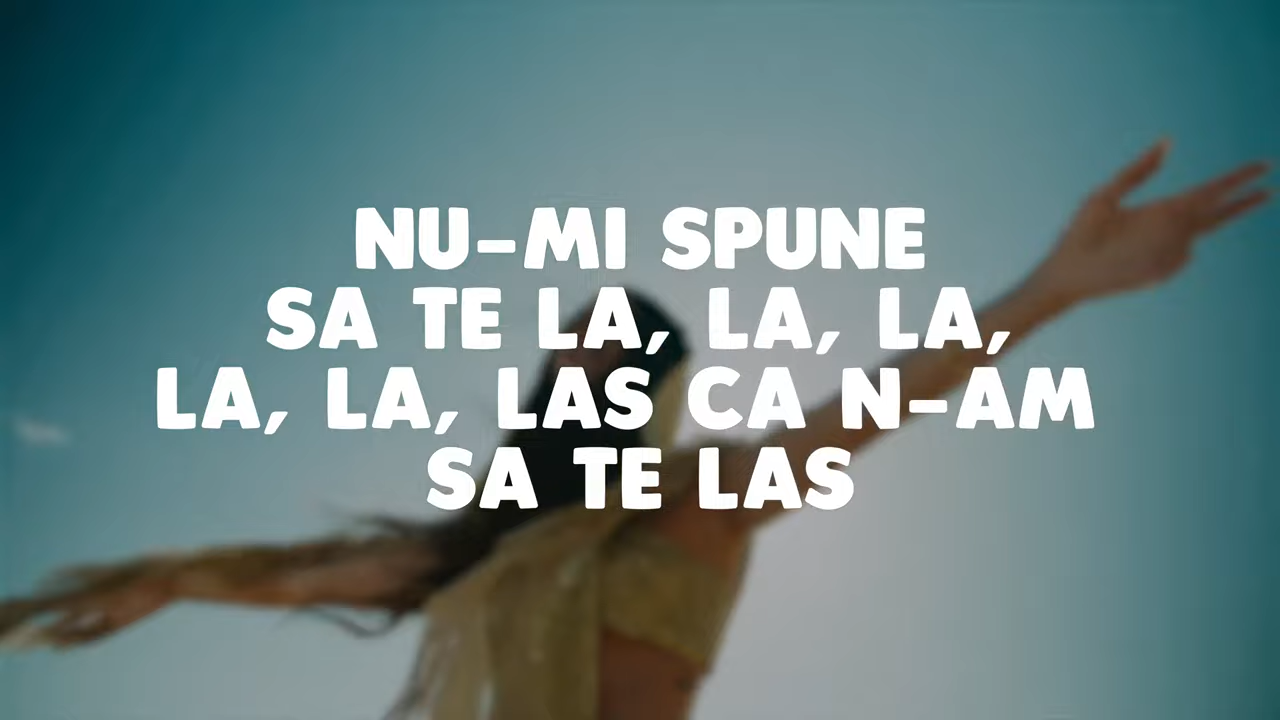 NU-MI SPUNE
SA TE LA, LA, LA,
LA, LA, LAS CA N-AM
SA TE LAS